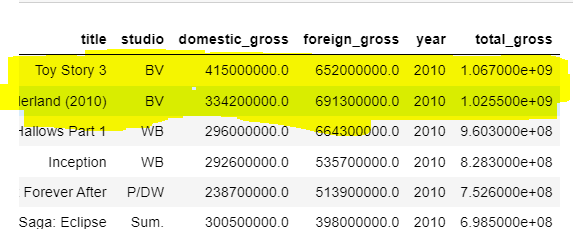 title studio domestic_gross foreign_gross year total_gross
Toy Story 3 BV 415000000.0 652000000.0 2010 1.067000e+09
(2010) BV 334200000.0 691300000.0 2010 1.025500e+09
Hallows Part 1 WB 296000000.0 664300000.0 2010 9.603000e+08
Inception WB 292600000.0 535700000.0 2010 8.283000e+08
Forever After P/DW 238700000.0 513900000.0 2010 7.526000e+08
Saga: Eclipse Sum. 300500000.0 398000000.0 2010 6.985000e+08